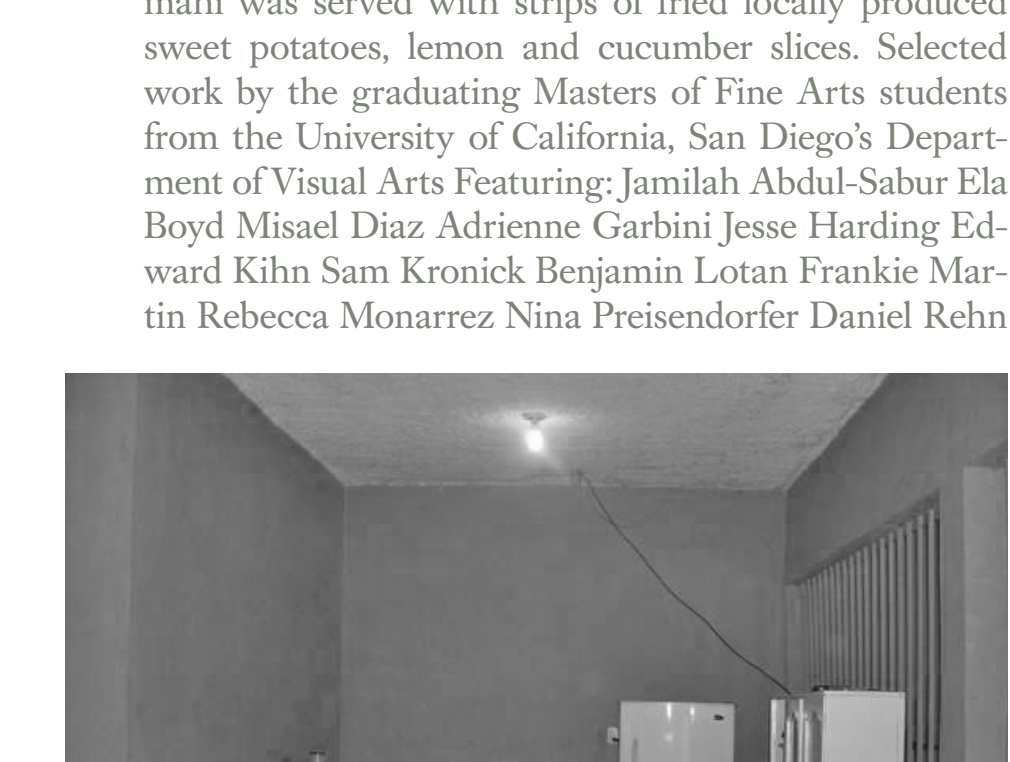 mahi was served with strips of fried locally produced
sweet potatoes, lemon and cucumber slices. Selected
work by the graduating Masters of Fine Arts students
from the University of California, San Diego’s Depart-
ment of Visual Arts Featuring: Jamilah Abdul-Sabur Ela
Boyd Misael Diaz Adrienne Garbini Jesse Harding Ed-
ward Kihn Sam Kronick Benjamin Lotan Frankie Mar-
tin Rebecca Monarrez Nina Preisendorfer Daniel Rehn